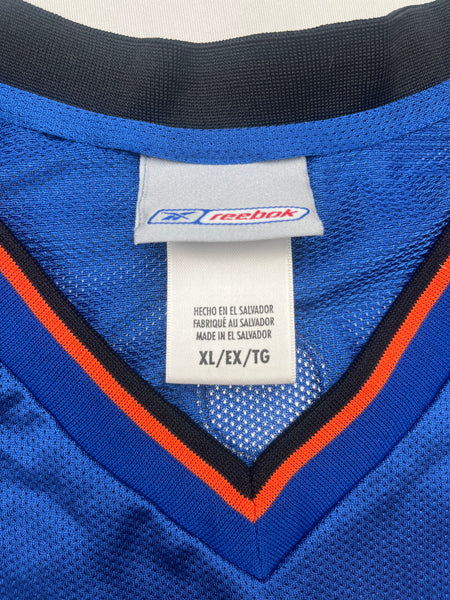 reebok
HECHO EN EL SALVADOR
FABRIQUÉ AU SALVADOR
MADE IN EL SALVADOR
XL/EX/TG